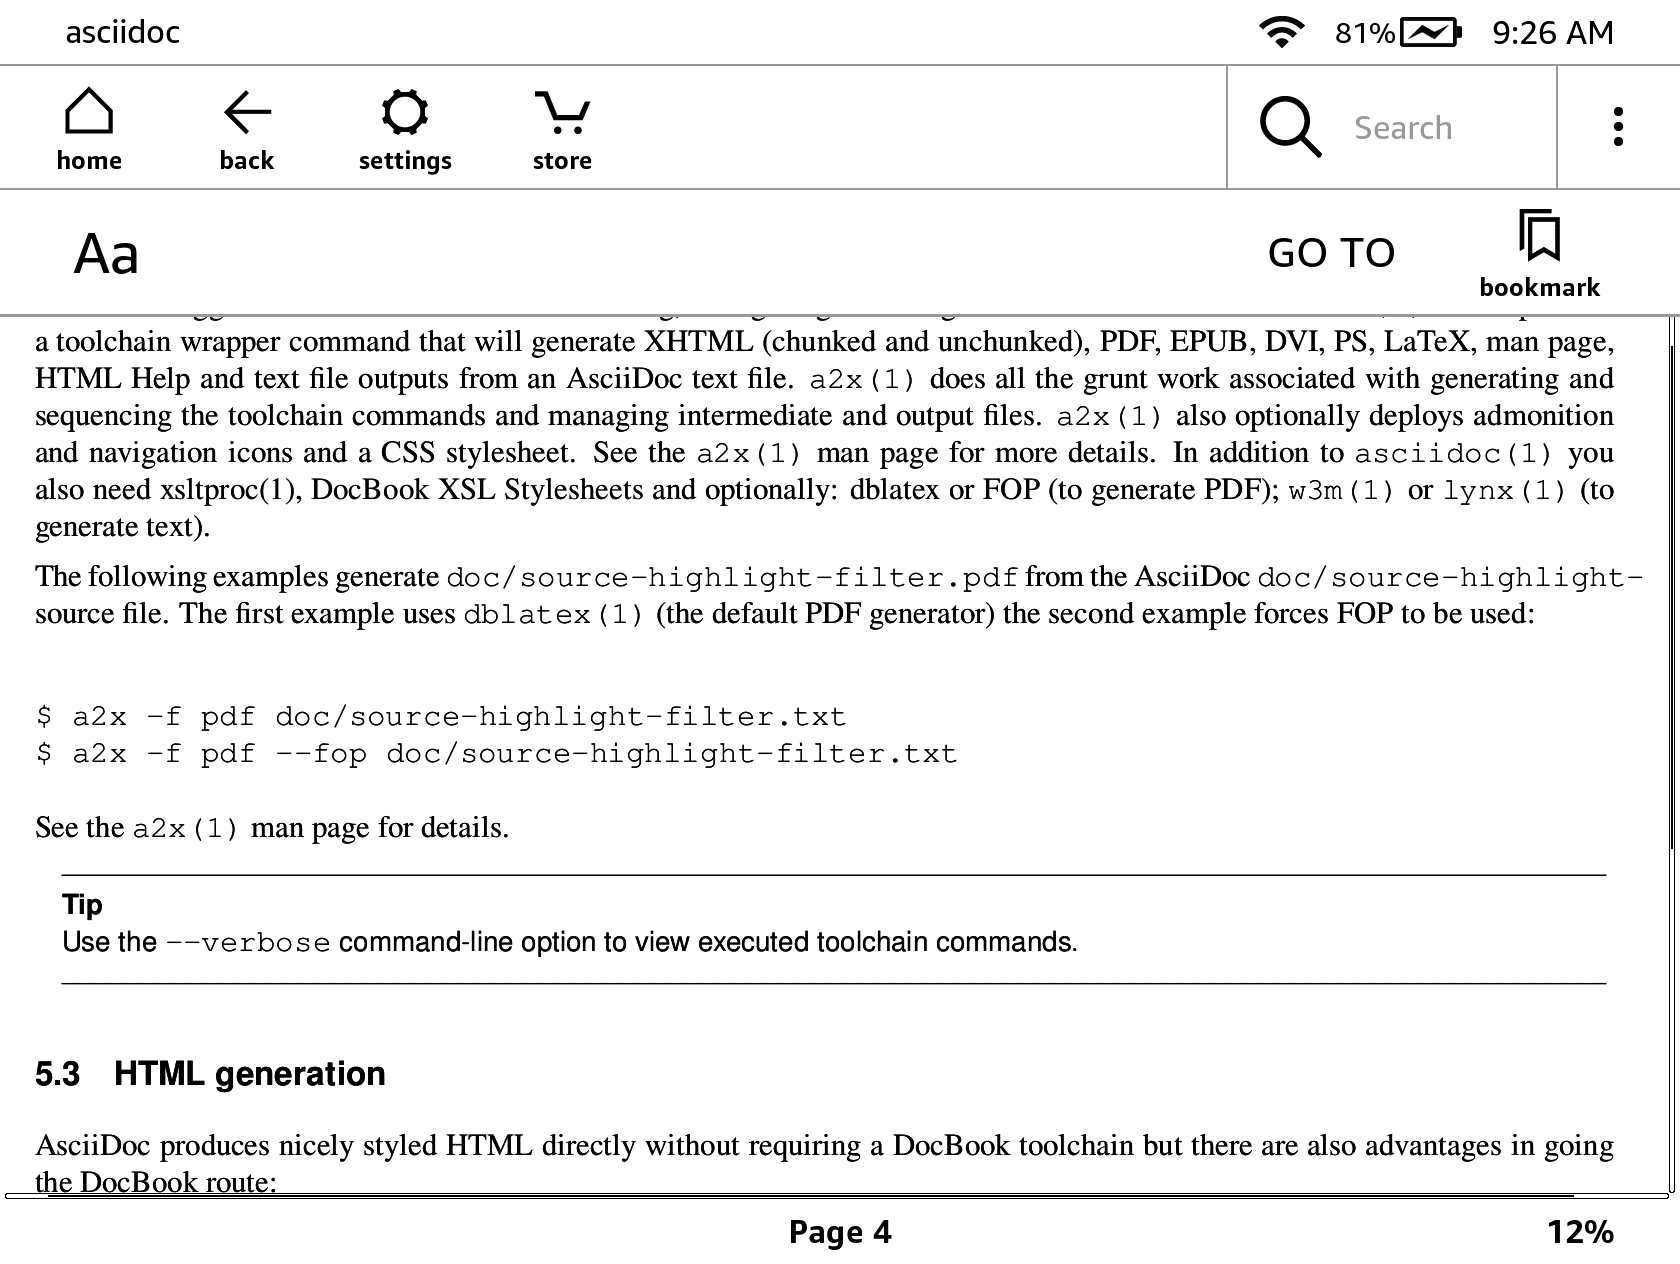 asciidoc
81%
9:26 AM
home
back
settings
store
Search
Aa
GO TO
bookmark
a toolchain wrapper command that will generate XHTML (chunked and unchunked), PDF, EPUB, DVI, PS, LaTeX, man page,
HTML Help and text file outputs from an AsciiDoc text file. a2x(1) does all the grunt work associated with generating and
sequencing the toolchain commands and managing intermediate and output files. a2x(1) also optionally deploys admonition
and navigation icons and a CSS stylesheet. See the a2x(1) man page for more details. In addition to asciidoc(1) you
also need xsltproc(1), DocBook XSL Stylesheets and optionally: dblatex or FOP (to generate PDF); w3m(1) or lynx(1) (to
generate text).
The following examples generate doc/source-highlight-filter.pdf from the AsciiDoc doc/source-highlight-
source file. The first example uses dblatex(1) (the default PDF generator) the second example forces FOP to be used:
$ a2x -f pdf doc/source-highlight-filter.txt
$ a2x -f pdf --fop doc/source-highlight-filter.txt
See the a2x(1) man page for details.
Tip
Use the --verbose command-line option to view executed toolchain commands.
5.3 HTML generation
AsciiDoc produces nicely styled HTML directly without requiring a DocBook toolchain but there are also advantages in going
the DocBook route:
Page 4
12%